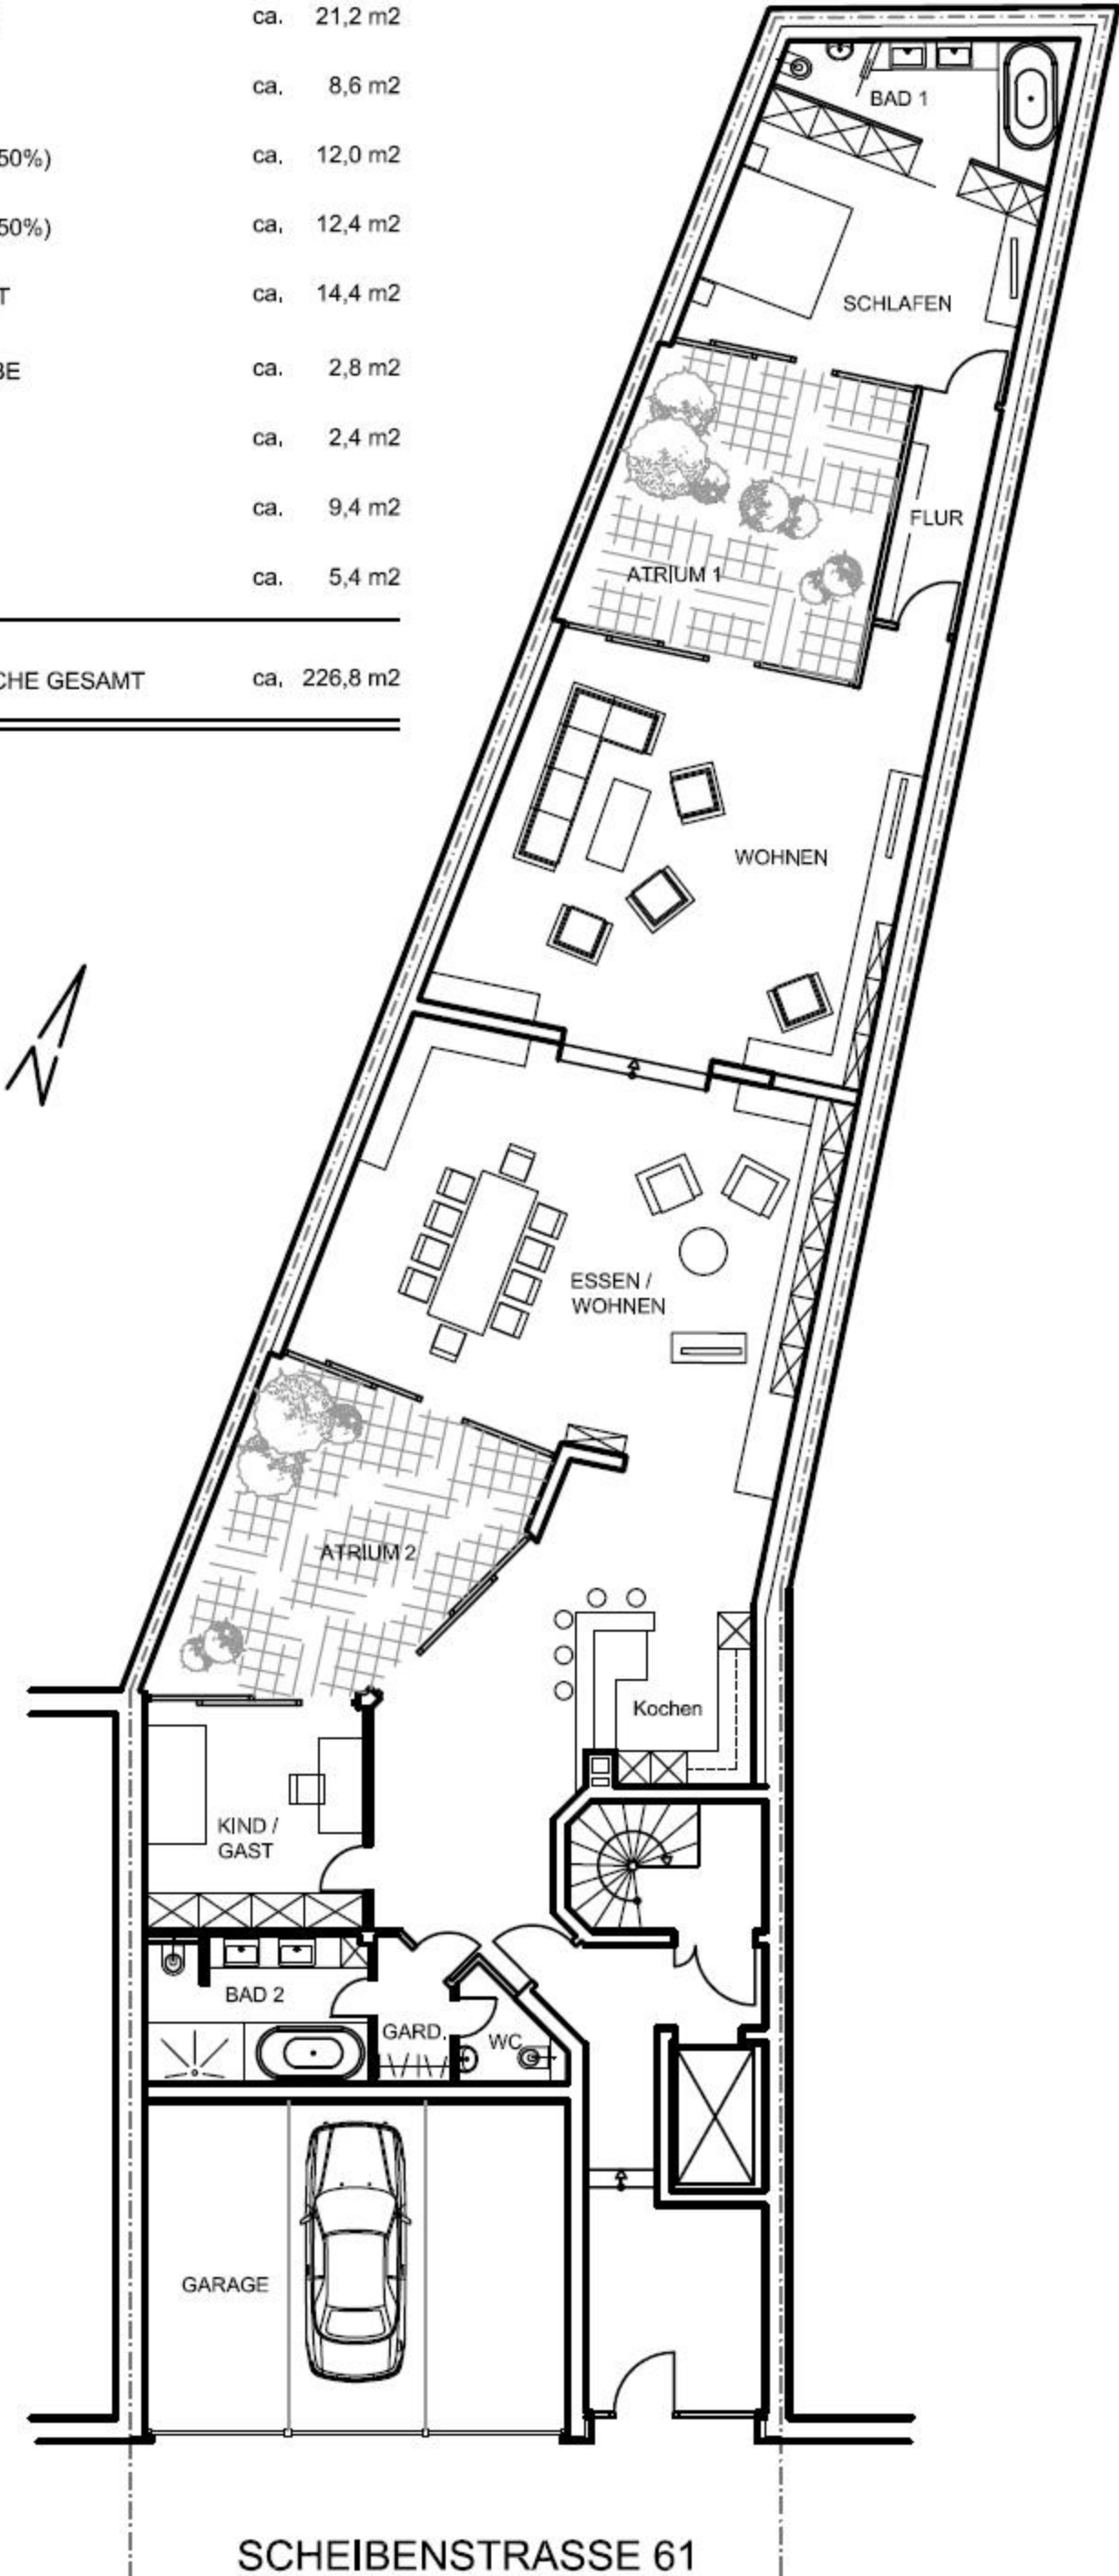 ca. 21,2 m2
ca. 8,6 m2
50%) ca. 12,0 m2
50%) ca. 12,4 m2
T ca. 14,4 m2
BE ca. 2,8 m2
ca. 2,4 m2
ca. 9,4 m2
ca. 5,4 m2
CHE GESAMT ca. 226,8 m2
BAD 1
SCHLAFEN
FLUR
ATRIUM 1
WOHNEN
ESSEN /
WOHNEN
ATRIUM 2
Kochen
KIND /
GAST
BAD 2
GARD.
WC
GARAGE
SCHEIBENSTRASSE 61